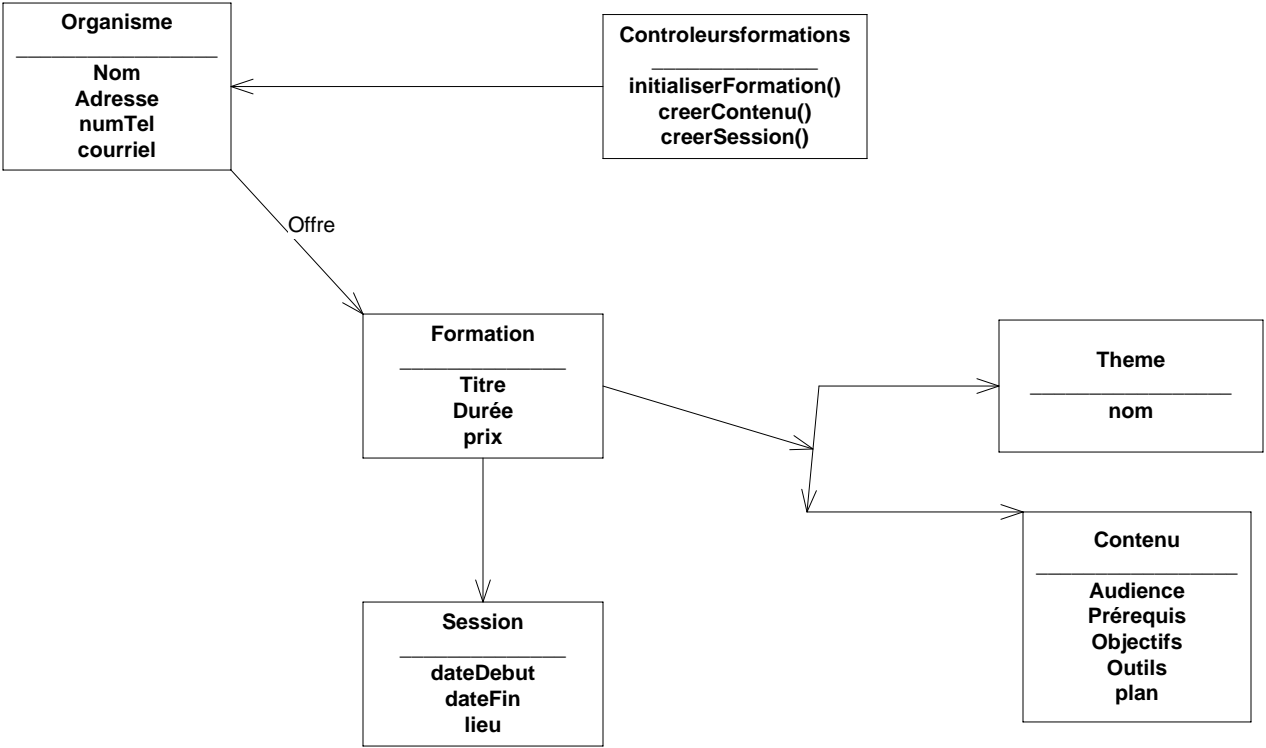 Organisme
Nom
Adresse
numTel
courriel
Controleursformations
initialiserFormation()
creerContenu()
creerSession()
Offre
Formation
Titre
Durée
prix
Theme
nom
Contenu
Audience
Prérequis
Objectifs
Outils
plan
Session
dateDebut
dateFin
lieu